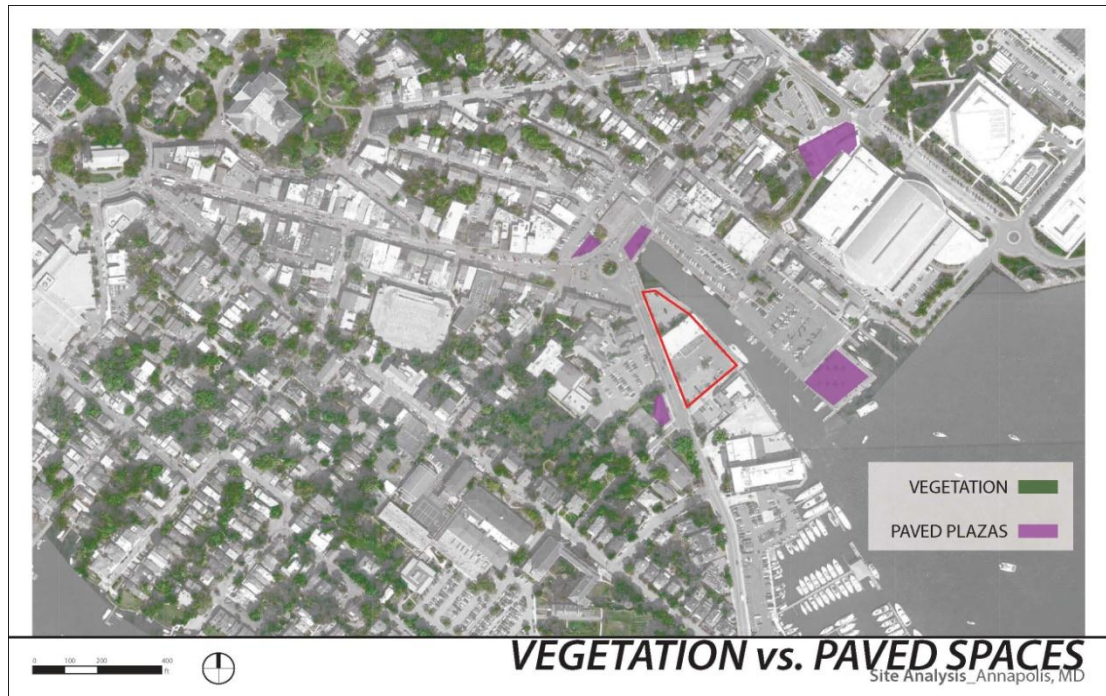 VEGETATION
PAVED PLAZAS
VEGETATION vs. PAVED SPACES
Site Analysis_Annapolis, MD
0 100 200 400
ft